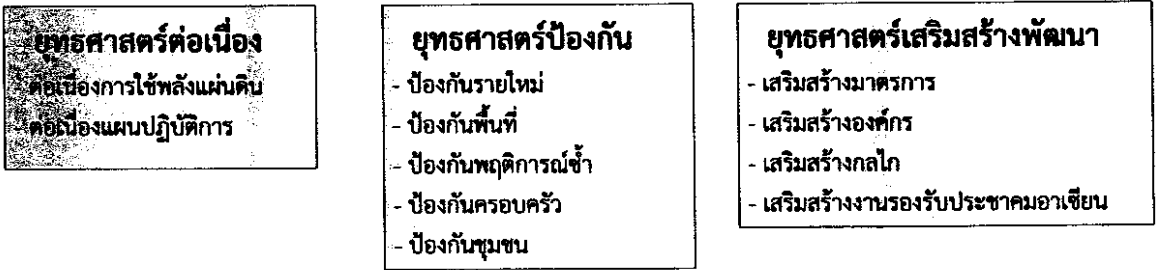 ยุทธศาสตร์ต่อเนื่อง
- ต่อเนื่องการใช้พลังแผ่นดิน
- ต่อเนื่องแผนปฏิบัติการ
ยุทธศาสตร์ป้องกัน
- ป้องกันรายใหม่
- ป้องกันพื้นที่
- ป้องกันพฤติการณ์ซ้ำ
- ป้องกันครอบครัว
- ป้องกันชุมชน
ยุทธศาสตร์เสริมสร้างพัฒนา
- เสริมสร้างมาตรการ
- เสริมสร้างองค์กร
- เสริมสร้างกลไก
- เสริมสร้างงานรองรับประชาคมอาเซียน